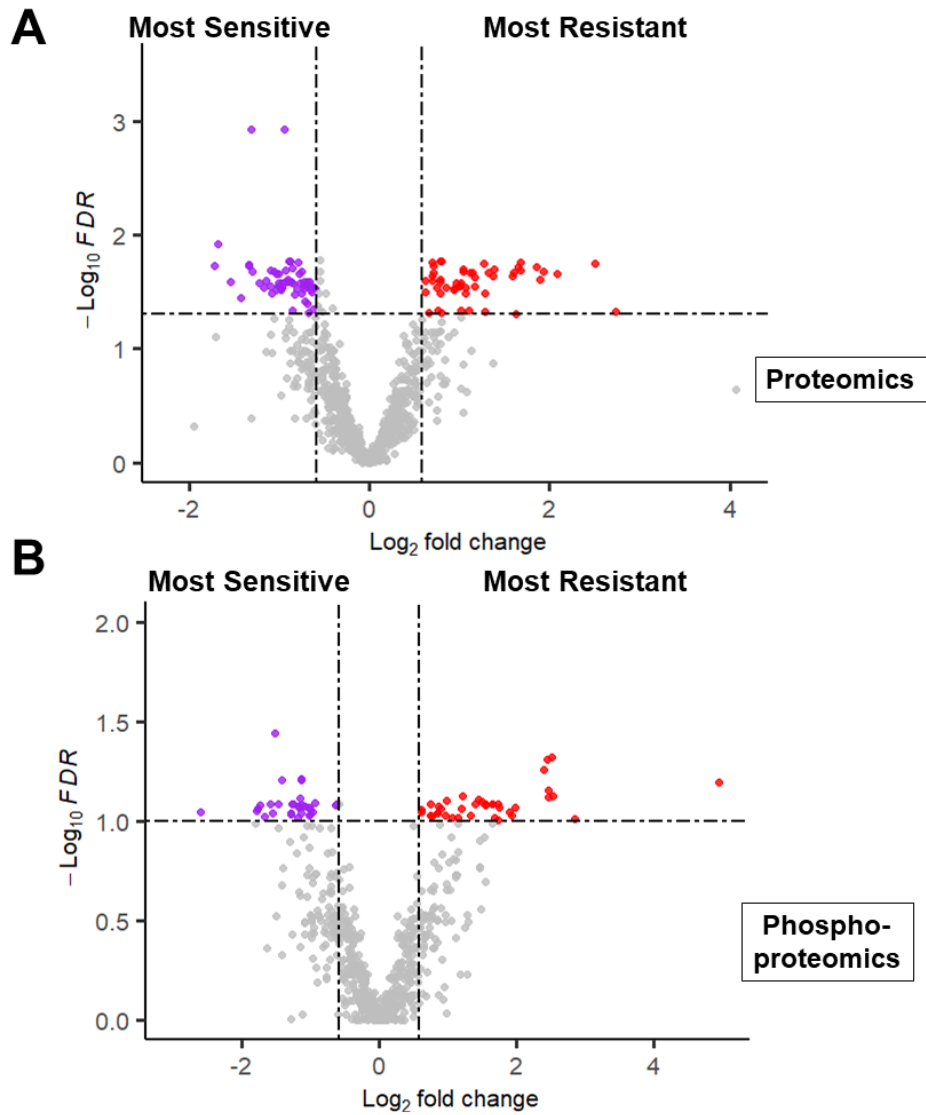 A
Most Sensitive Most Resistant
3
2
1
0
− Log10 FDR
Proteomics
-2 0 2 4
Log2 fold change
B
Most Sensitive Most Resistant
2.0
1.5
1.0
0.5
0.0
− Log10 FDR
Phospho-
proteomics
-2 0 2 4
Log2 fold change